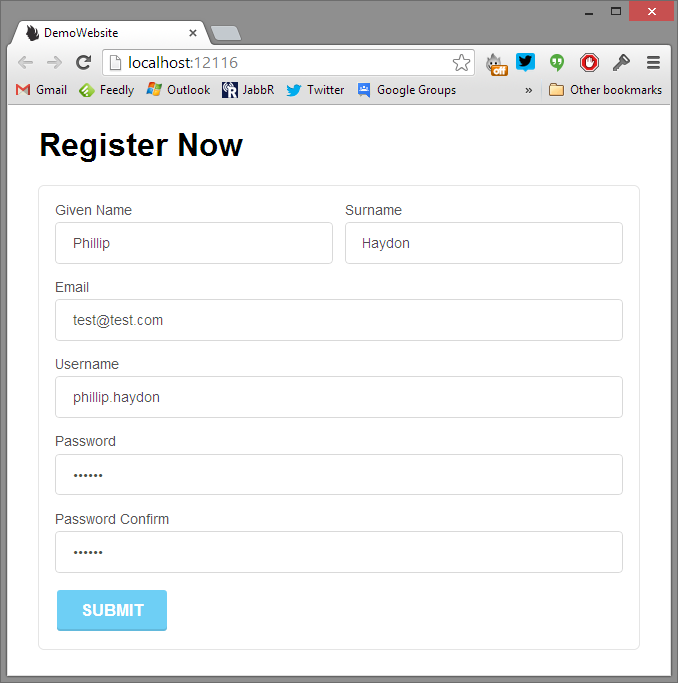 DemoWebsite
localhost:12116
off
Gmail Feedly Outlook JabbR Twitter Google Groups » Other bookmarks
Register Now
Given Name Surname
Phillip Haydon
Email
test@test.com
Username
phillip.haydon
Password
••••••
Password Confirm
••••••
SUBMIT